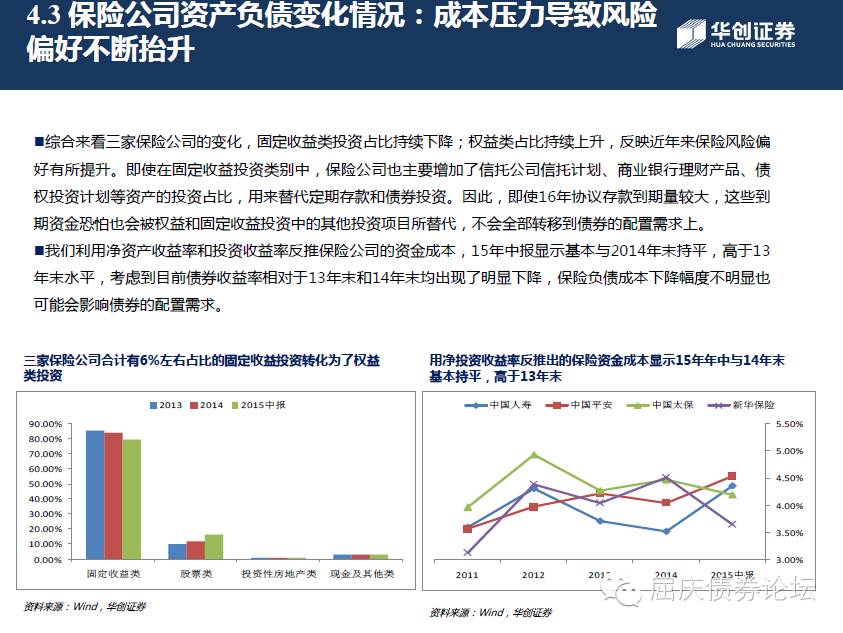 4.3 保险公司资产负债变化情况：成本压力导致风险
偏好不断抬升
华创证券
HUA CHUANG SECURITIES
■综合来看三家保险公司的变化，固定收益类投资占比持续下降；权益类占比持续上升，反映近年来保险风险偏
好有所提升。即使在固定收益投资类别中，保险公司也主要增加了信托公司信托计划、商业银行理财产品、债
权投资计划等资产的投资占比，用来替代定期存款和债券投资。因此，即使16年协议存款到期量较大，这些到
期资金恐怕也会被权益和固定收益投资中的其他投资项目所替代，不会全部转移到债券的配置需求上。
■我们利用净资产收益率和投资收益率反推保险公司的资金成本，15年中报显示基本与2014年末持平，高于13
年末水平，考虑到目前债券收益率相对于13年末和14年末均出现了明显下降，保险负债成本下降幅度不明显也
可能会影响债券的配置需求。
三家保险公司合计有6%左右占比的固定收益投资转化为了权益
类投资
2013 2014 2015中报
90.00%
80.00%
70.00%
60.00%
50.00%
40.00%
30.00%
20.00%
10.00%
0.00%
固定收益类 股票类 投资性房地产类 现金及其他类
资料来源：Wind，华创证券
用净投资收益率反推出的保险资金成本显示15年年中与14年末
基本持平，高于13年末
中国人寿 中国平安 中国太保 新华保险
5.50%
5.00%
4.50%
4.00%
3.50%
3.00%
2011 2012 2013 2014 2015中报
资料来源：Wind，华创证券
屈庆债券论坛